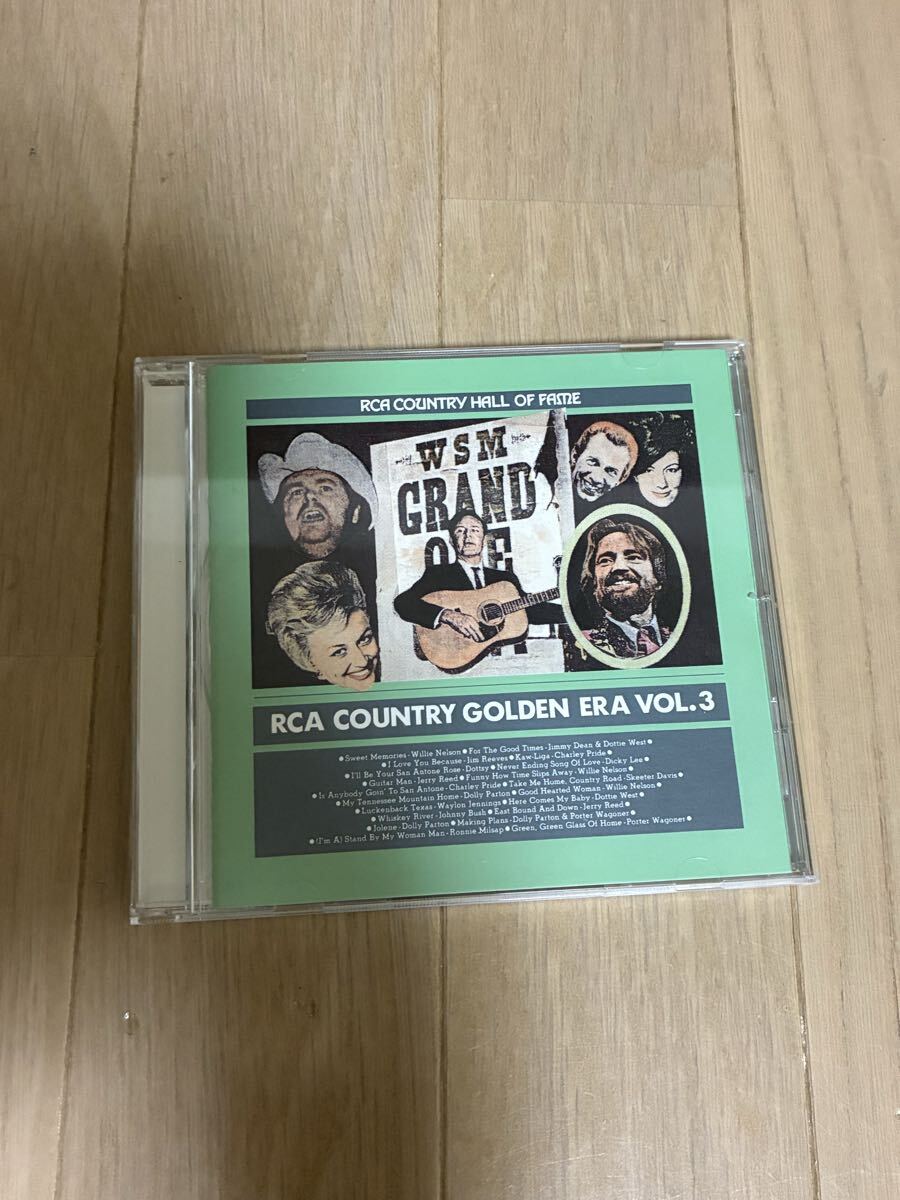 RCA COUNTRY HALL OF FAME
WSM
GRAND
RCA COUNTRY GOLDEN ERA VOL.3
●Sweet Memories-Willie Nelson●For The Good Times-Jimmy Dean & Dottie West●
●I Love You Because-Jim Reeves●Kaw-Liga-Charley Pride●
●I'll Be Your San Antone Rose-Dottsy●Never Ending Song Of Love-Dicky Lee●
●Guitar Man-Jerry Reed●Funny How Time Slips Away-Willie Nelson●
●Is Anybody Goin' To San Antone-Charley Pride●Take Me Home, Country Road-Skeeter Davis●
●My Tennessee Mountain Home-Dolly Parton●Good Hearted Woman-Willie Nelson●
●Luckenback Texas-Waylon Jennings●Here Comes My Baby-Dottie West●
●Whiskey River-Johnny Bush●East Bound And Down-Jerry Reed●
●Jolene-Dolly Parton●Making Plans-Dolly Parton & Porter Wagoner●
●(I'm A) Stand By My Woman Man-Ronnie Milsap●Green, Green Glass Of Home-Porter Wagoner●